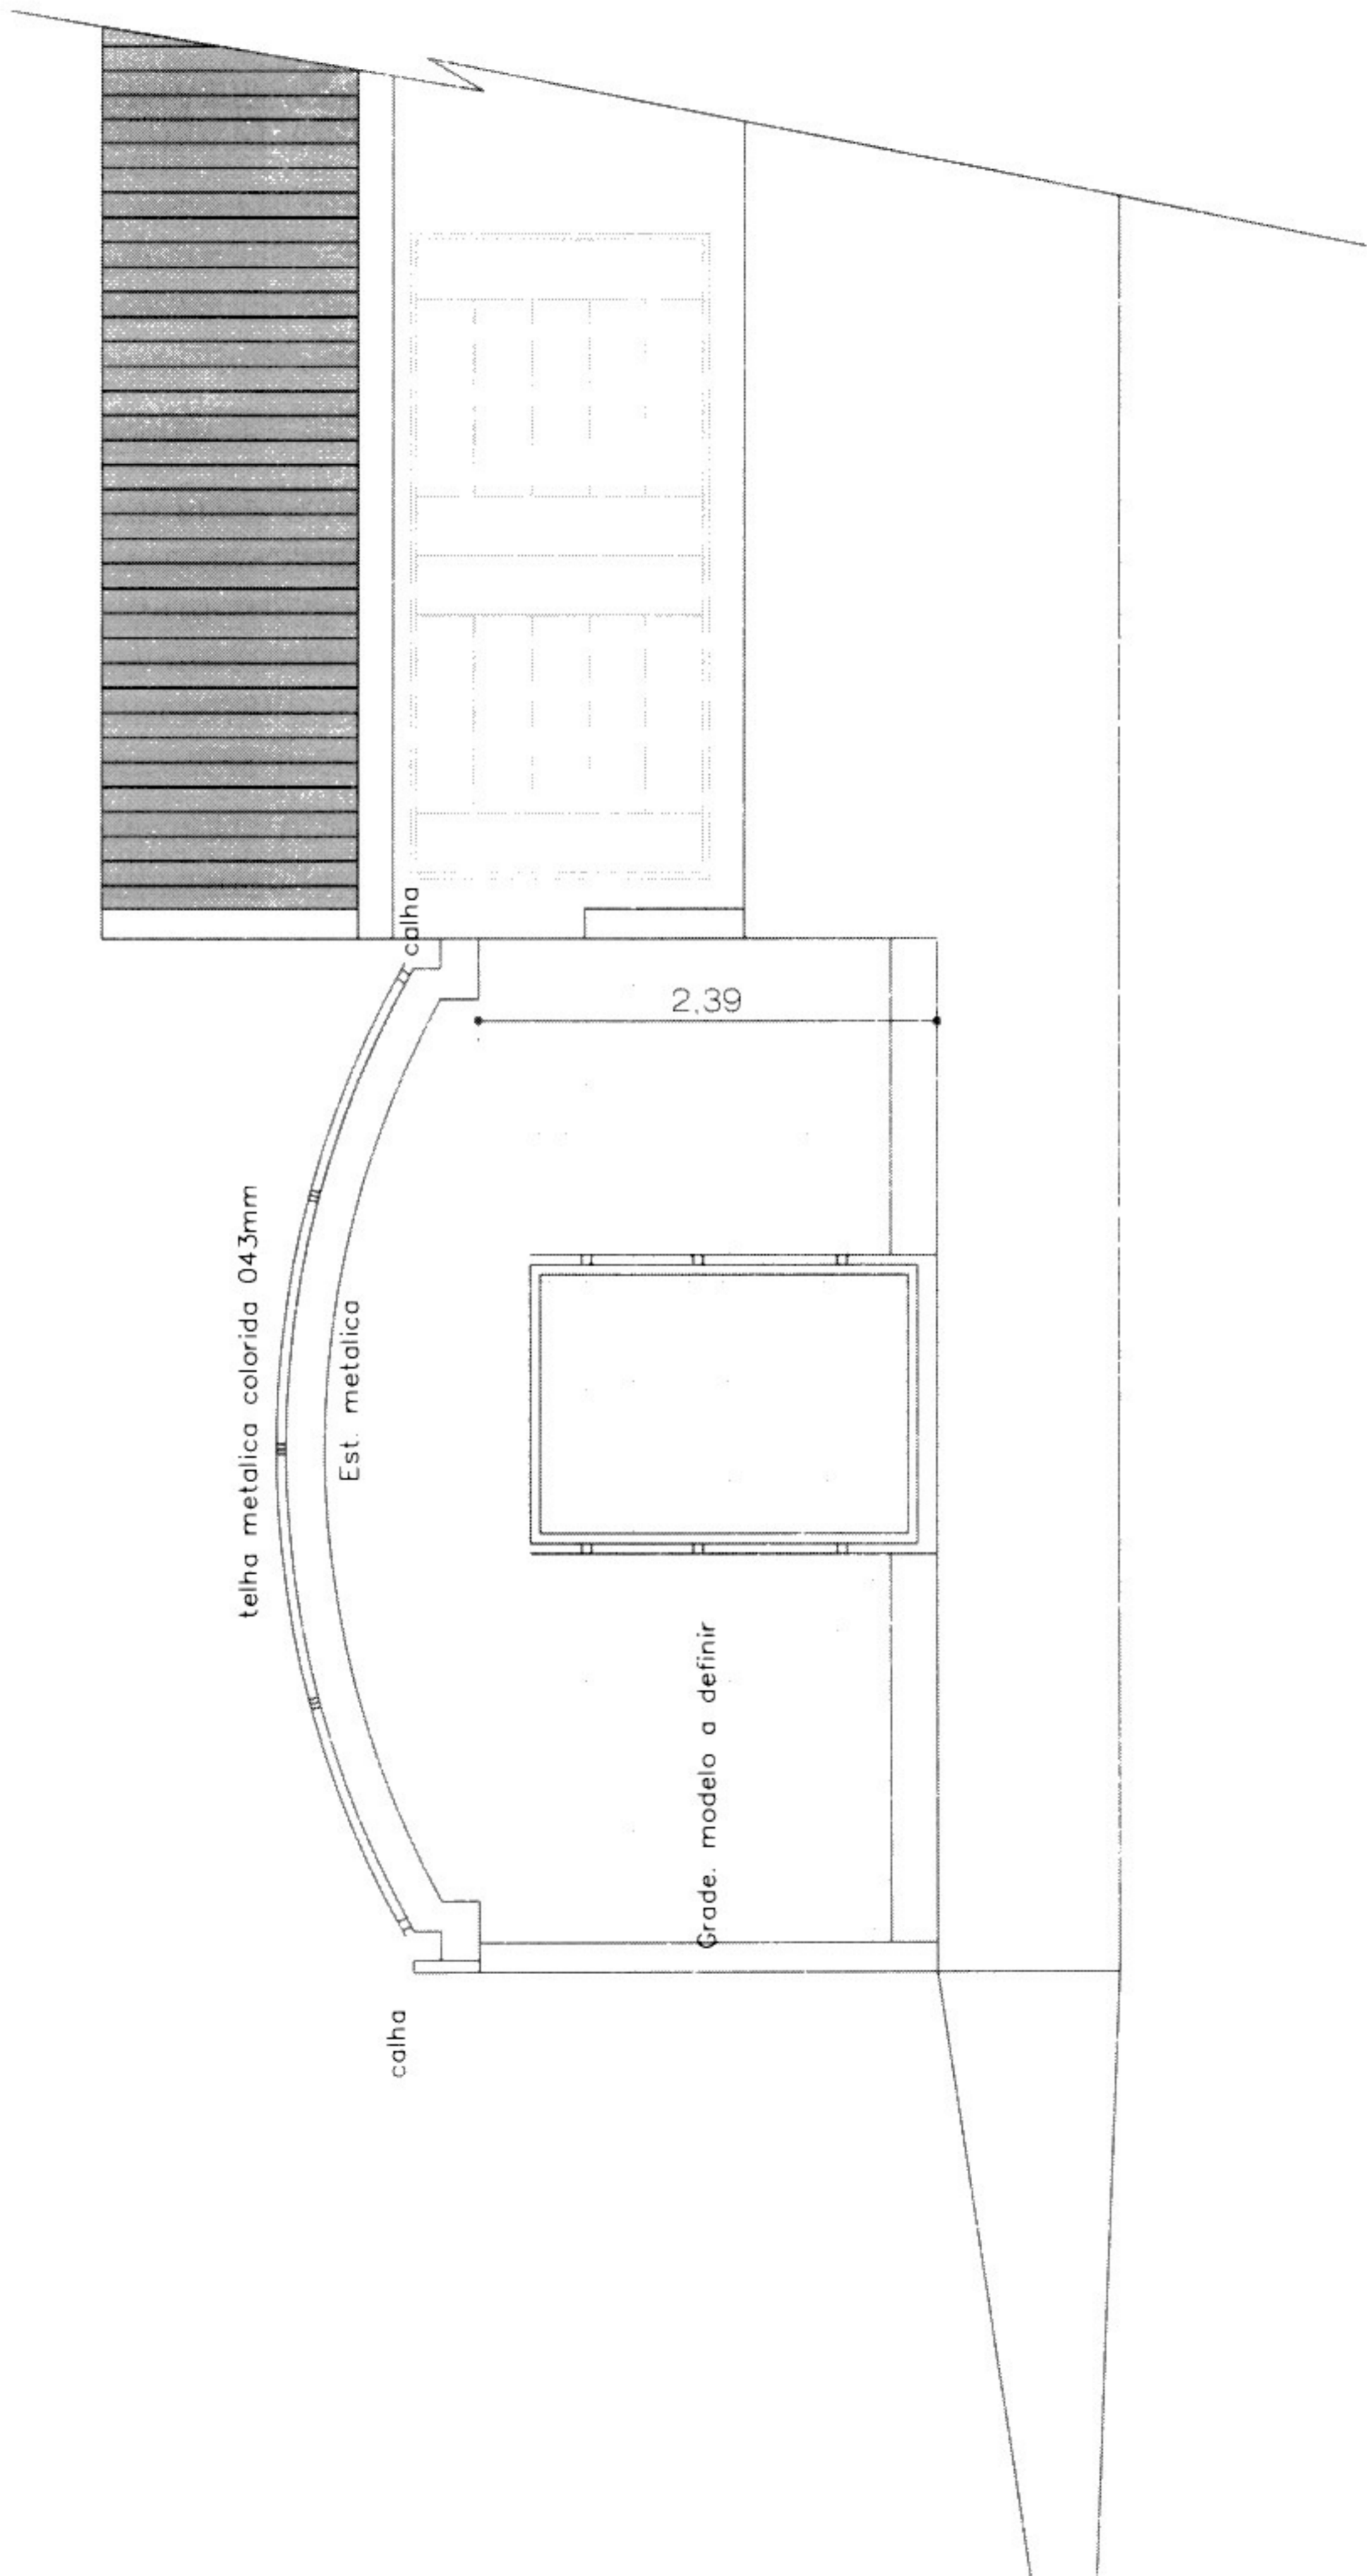 telha metalica colorida 043mm
Est. metalica
calha
calha
2,39
Grade. modelo a definir